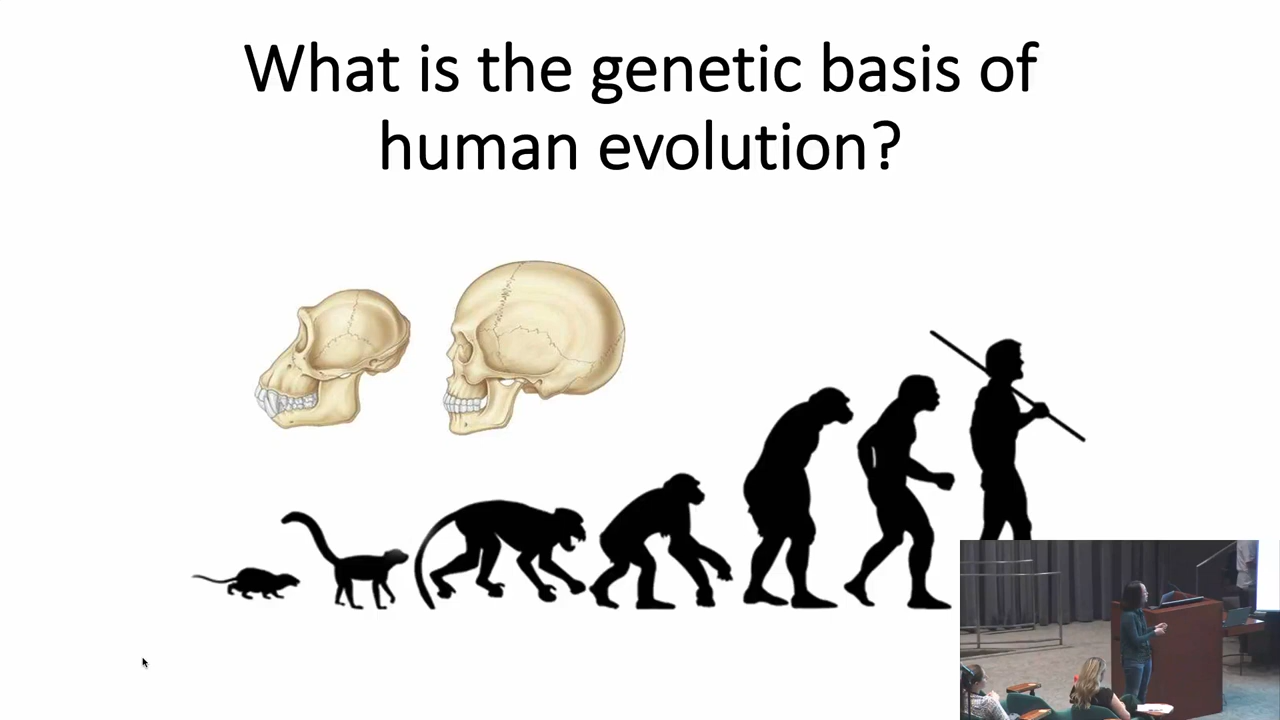 What is the genetic basis of
human evolution?